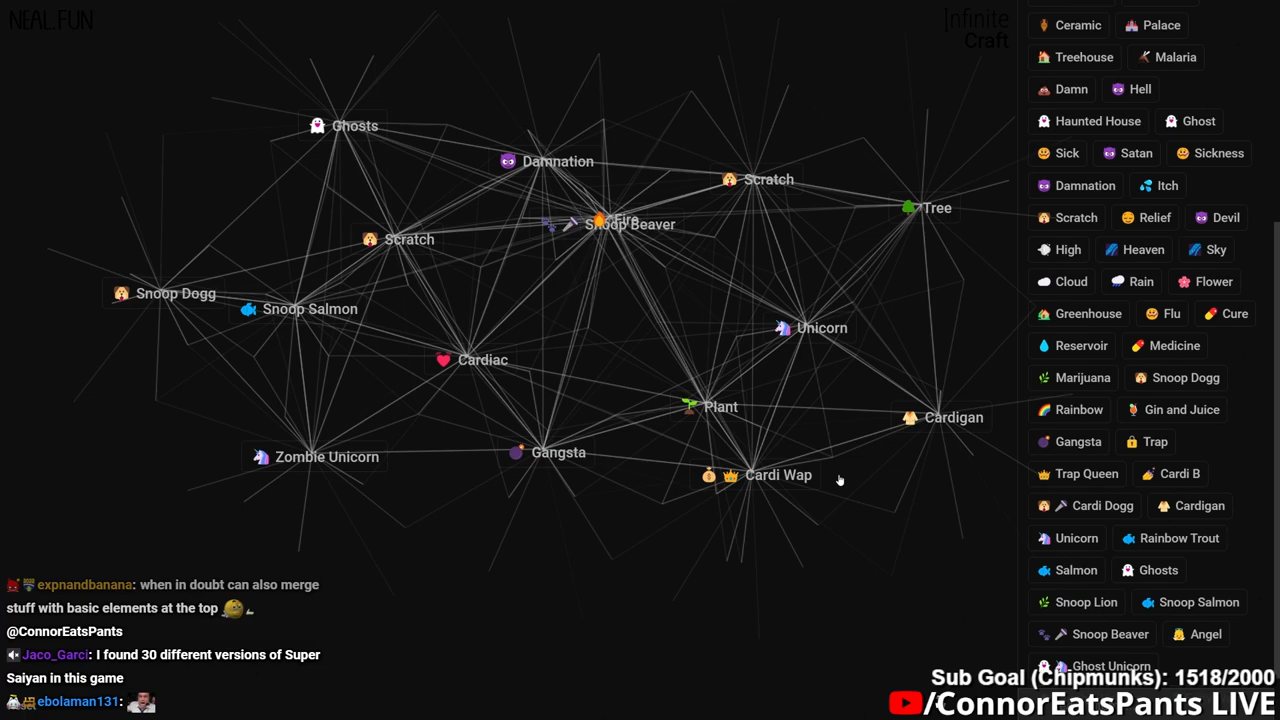 NEAL.FUN
Infinite
Craft
Ghosts
Damnation
Scratch
Tree
Fire
Snoop Beaver
Scratch
Snoop Dogg
Snoop Salmon
Unicorn
Cardiac
Plant
Cardigan
Zombie Unicorn
Gangsta
Cardi Wap
Ceramic Palace
Treehouse Malaria
Damn Hell
Haunted House Ghost
Sick Satan Sickness
Damnation Itch
Scratch Relief Devil
High Heaven Sky
Cloud Rain Flower
Greenhouse Flu Cure
Reservoir Medicine
Marijuana Snoop Dogg
Rainbow Gin and Juice
Gangsta Trap
Trap Queen Cardi B
Cardi Dogg Cardigan
Unicorn Rainbow Trout
Salmon Ghosts
Snoop Lion Snoop Salmon
Snoop Beaver Angel
Ghost Unicorn
expnandbanana: when in doubt can also merge
stuff with basic elements at the top
@ConnorEatsPants
Jaco_Garci: I found 30 different versions of Super
Saiyan in this game
ebolaman131:
Sub Goal (Chipmunks): 1518/2000
/ConnorEatsPants LIVE